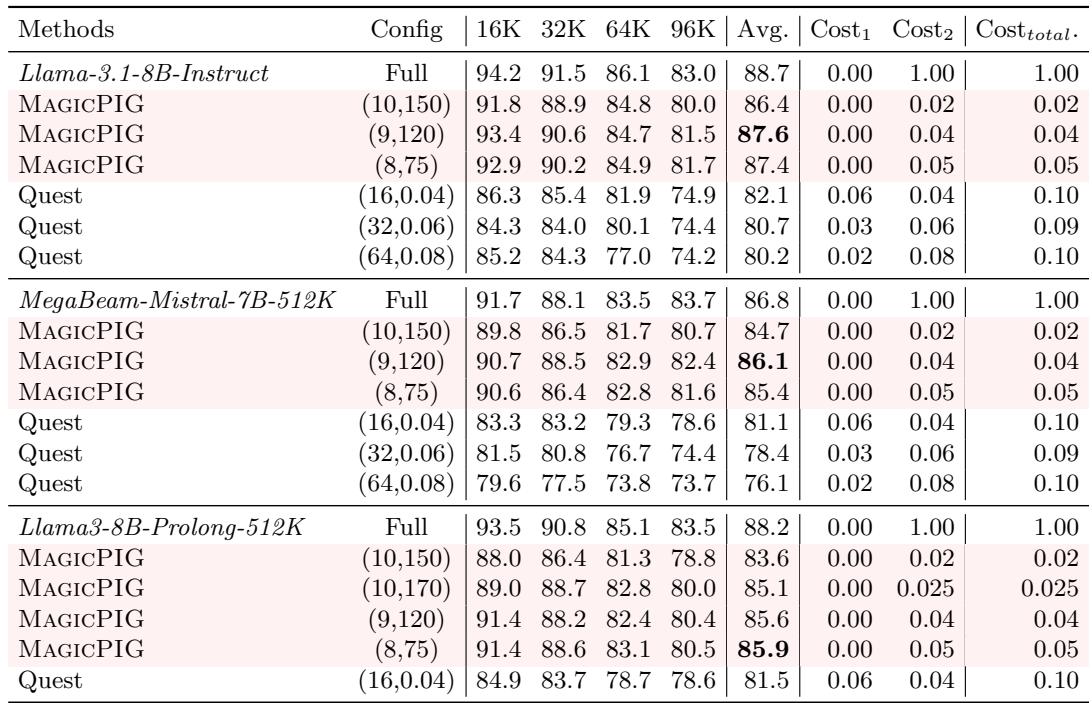 Methods Config 16K 32K 64K 96K Avg. Cost₁ Cost₂ Cost_total.
Llama-3.1-8B-Instruct Full 94.2 91.5 86.1 83.0 88.7 0.00 1.00 1.00
MAGICPIG (10,150) 91.8 88.9 84.8 80.0 86.4 0.00 0.02 0.02
MAGICPIG (9,120) 93.4 90.6 84.7 81.5 87.6 0.00 0.04 0.04
MAGICPIG (8,75) 92.9 90.2 84.9 81.7 87.4 0.00 0.05 0.05
Quest (16,0.04) 86.3 85.4 81.9 74.9 82.1 0.06 0.04 0.10
Quest (32,0.06) 84.3 84.0 80.1 74.4 80.7 0.03 0.06 0.09
Quest (64,0.08) 85.2 84.3 77.0 74.2 80.2 0.02 0.08 0.10
MegaBeam-Mistral-7B-512K Full 91.7 88.1 83.5 83.7 86.8 0.00 1.00 1.00
MAGICPIG (10,150) 89.8 86.5 81.7 80.7 84.7 0.00 0.02 0.02
MAGICPIG (9,120) 90.7 88.5 82.9 82.4 86.1 0.00 0.04 0.04
MAGICPIG (8,75) 90.6 86.4 82.8 81.6 85.4 0.00 0.05 0.05
Quest (16,0.04) 83.3 83.2 79.3 78.6 81.1 0.06 0.04 0.10
Quest (32,0.06) 81.5 80.8 76.7 74.4 78.4 0.03 0.06 0.09
Quest (64,0.08) 79.6 77.5 73.8 73.7 76.1 0.02 0.08 0.10
Llama3-8B-Prolong-512K Full 93.5 90.8 85.1 83.5 88.2 0.00 1.00 1.00
MAGICPIG (10,150) 88.0 86.4 81.3 78.8 83.6 0.00 0.02 0.02
MAGICPIG (10,170) 89.0 88.7 82.8 80.0 85.1 0.00 0.025 0.025
MAGICPIG (9,120) 91.4 88.2 82.4 80.4 85.6 0.00 0.04 0.04
MAGICPIG (8,75) 91.4 88.6 83.1 80.5 85.9 0.00 0.05 0.05
Quest (16,0.04) 84.9 83.7 78.7 78.6 81.5 0.06 0.04 0.10